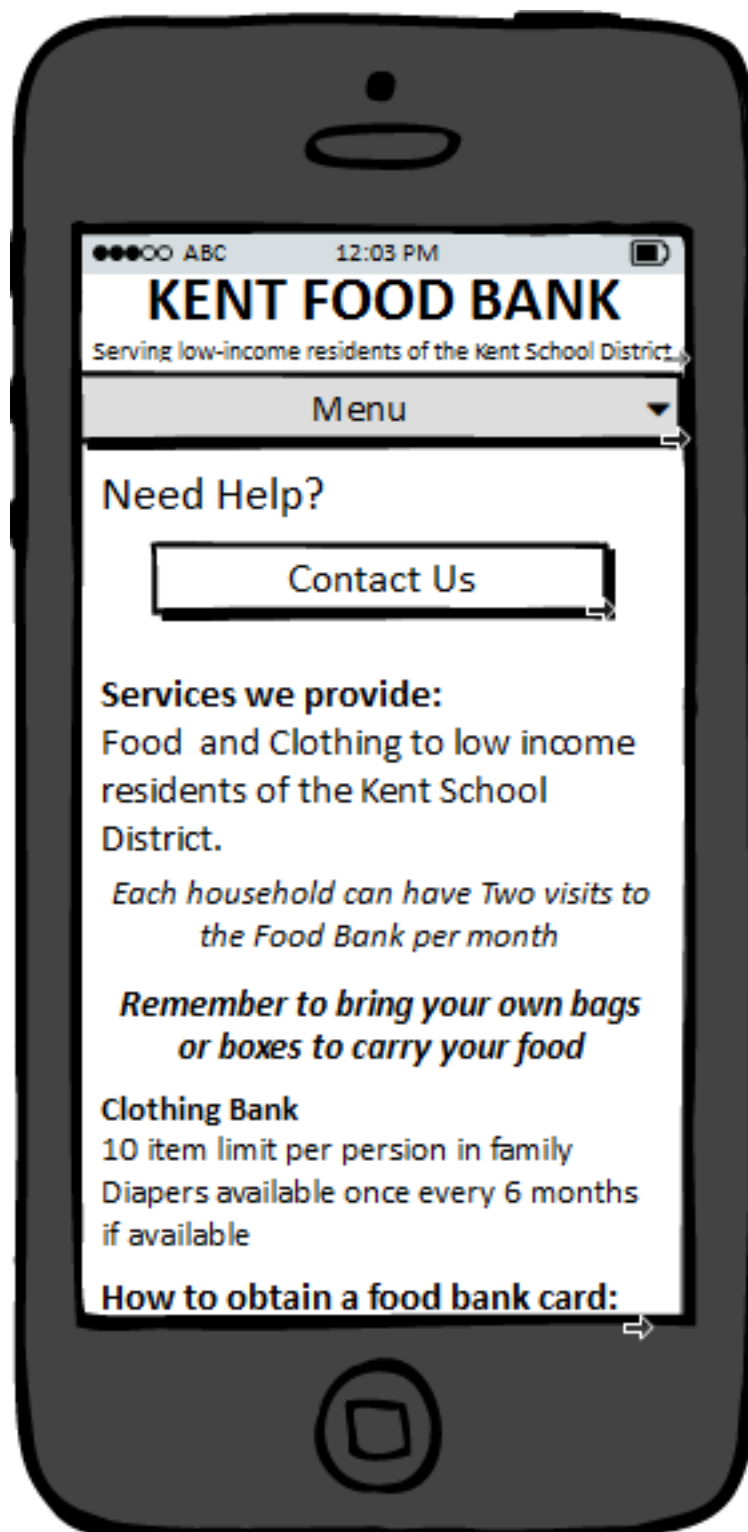 ABC 12:03 PM
KENT FOOD BANK
Serving low-income residents of the Kent School District
Menu
Need Help?
Contact Us
Services we provide:
Food and Clothing to low income
residents of the Kent School
District.
Each household can have Two visits to
the Food Bank per month
Remember to bring your own bags
or boxes to carry your food
Clothing Bank
10 item limit per persion in family
Diapers available once every 6 months
if available
How to obtain a food bank card: